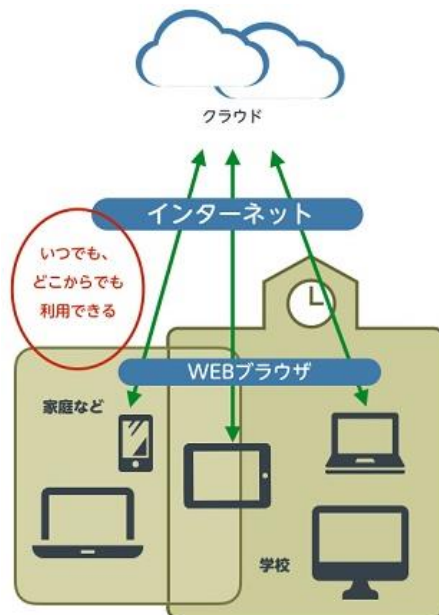 クラウド
インターネット
いつでも、
どこからでも
利用できる
WEBブラウザ
家庭など
学校